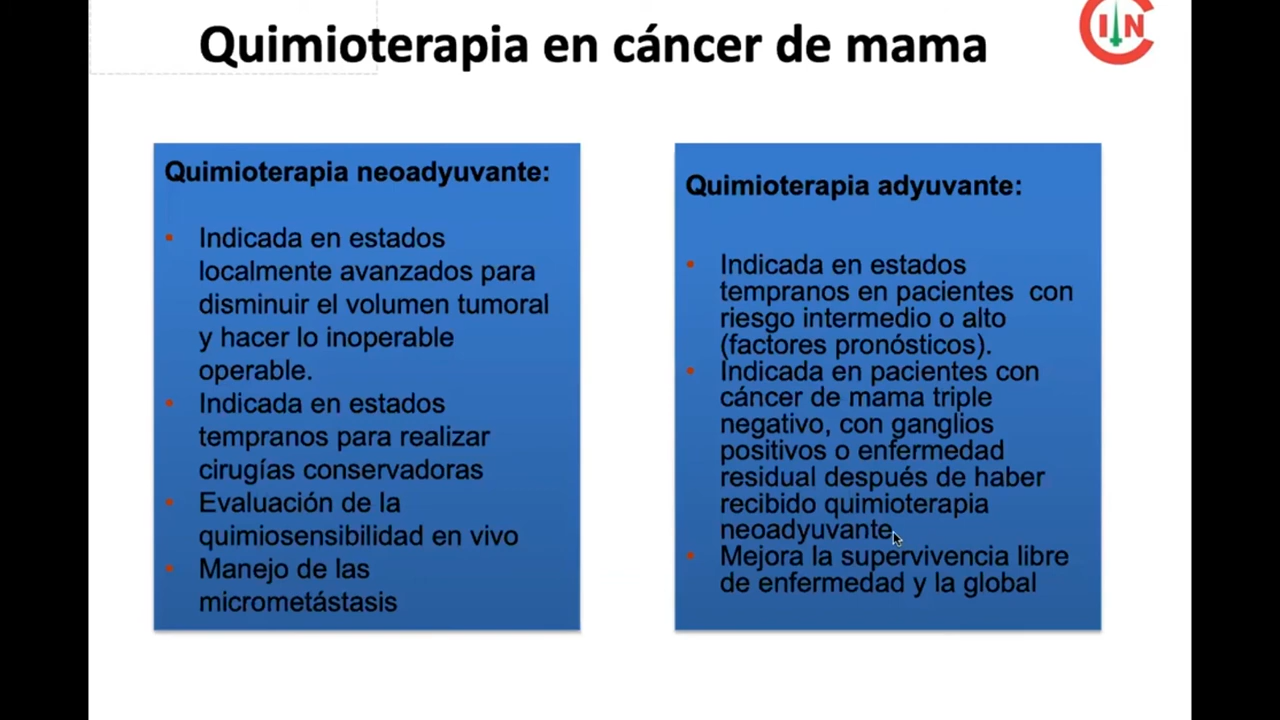 Quimioterapia en cáncer de mama
IN
Quimioterapia neoadyuvante:
• Indicada en estados
localmente avanzados para
disminuir el volumen tumoral
y hacer lo inoperable
operable.
• Indicada en estados
tempranos para realizar
cirugías conservadoras
• Evaluación de la
quimiosensibilidad en vivo
• Manejo de las
micrometástasis
Quimioterapia adyuvante:
• Indicada en estados
tempranos en pacientes con
riesgo intermedio o alto
(factores pronósticos).
• Indicada en pacientes con
cáncer de mama triple
negativo, con ganglios
positivos o enfermedad
residual después de haber
recibido quimioterapia
neoadyuvante.
• Mejora la supervivencia libre
de enfermedad y la global